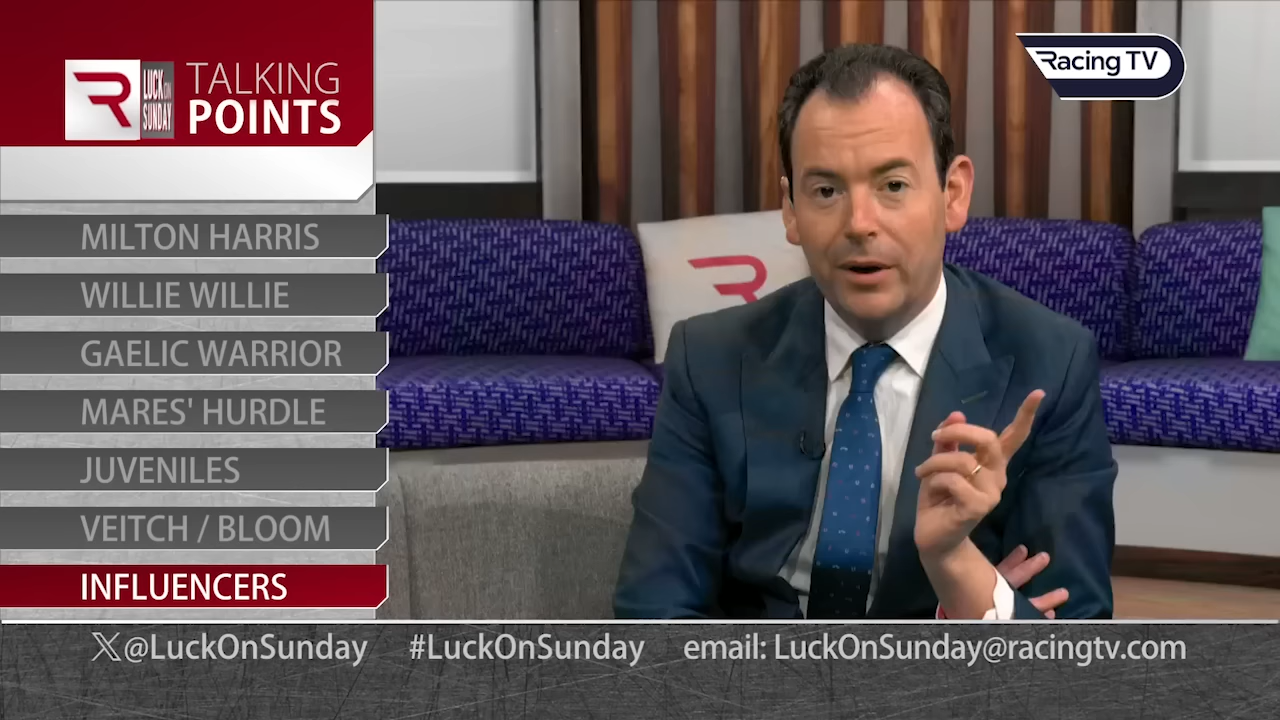 LUCK ON
SUNDAY
TALKING
POINTS
Racing TV
MILTON HARRIS
WILLIE WILLIE
GAELIC WARRIOR
MARES' HURDLE
JUVENILES
VEITCH / BLOOM
INFLUENCERS
X@LuckOnSunday #LuckOnSunday email: LuckOnSunday@racingtv.com